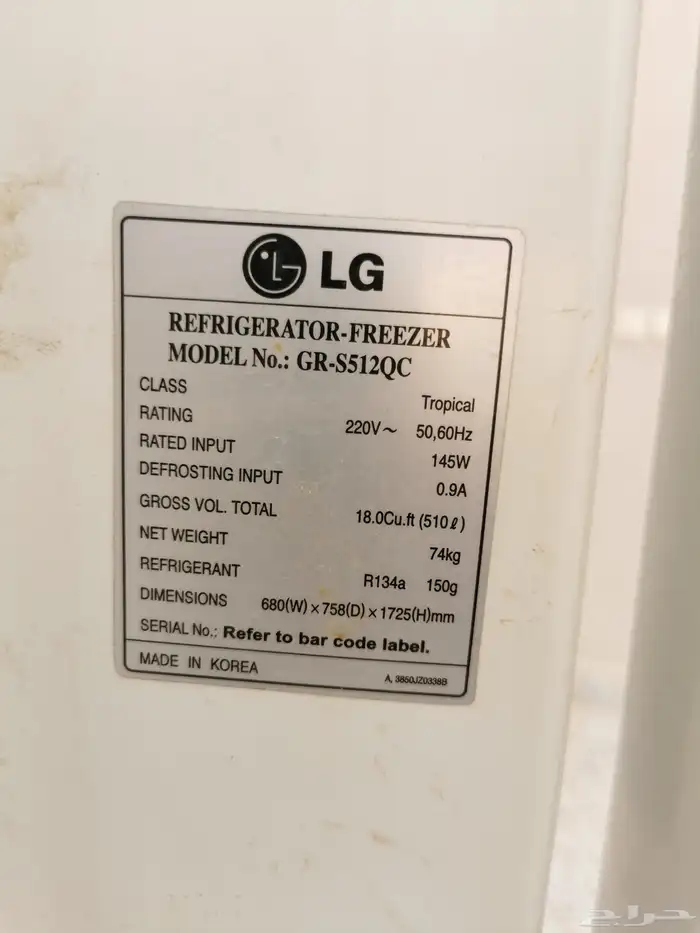 LG
REFRIGERATOR-FREEZER
MODEL No.: GR-S512QC
CLASS Tropical
RATING 220V~ 50,60Hz
RATED INPUT 145W
DEFROSTING INPUT 0.9A
GROSS VOL. TOTAL 18.0Cu.ft (510ℓ)
NET WEIGHT 74kg
REFRIGERANT R134a 150g
DIMENSIONS 680(W)×758(D)×1725(H)mm
SERIAL No.: Refer to bar code label.
MADE IN KOREA A, 3850JZ0338B
حراج